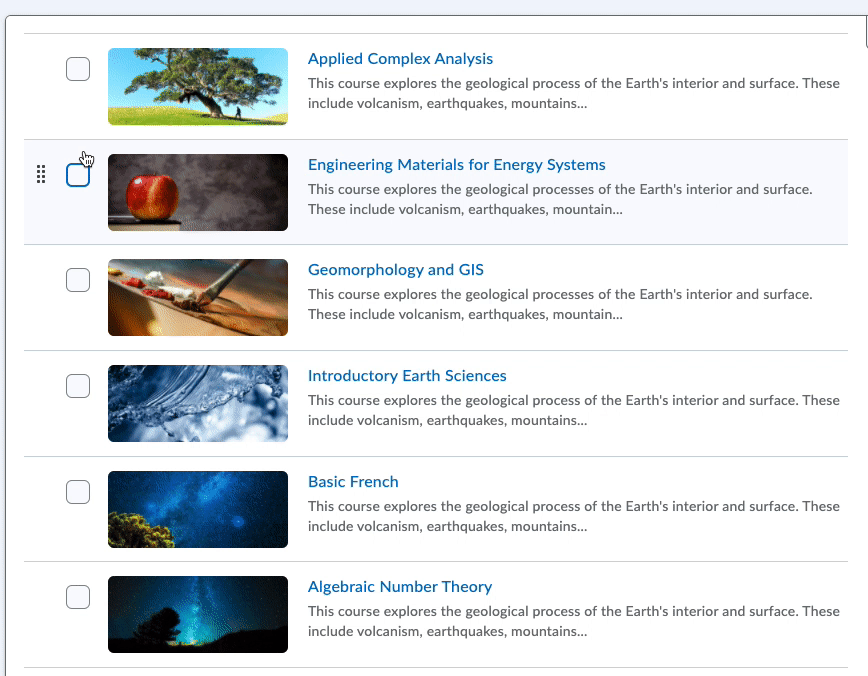 Applied Complex Analysis
This course explores the geological process of the Earth's interior and surface. These
include volcanism, earthquakes, mountains...
Engineering Materials for Energy Systems
This course explores the geological processes of the Earth's interior and surface.
These include volcanism, earthquakes, mountain...
Geomorphology and GIS
This course explores the geological processes of the Earth's interior and surface.
These include volcanism, earthquakes, mountain...
Introductory Earth Sciences
This course explores the geological process of the Earth's interior and surface. These
include volcanism, earthquakes, mountains...
Basic French
This course explores the geological process of the Earth's interior and surface. These
include volcanism, earthquakes, mountains...
Algebraic Number Theory
This course explores the geological process of the Earth's interior and surface. These
include volcanism, earthquakes, mountains...